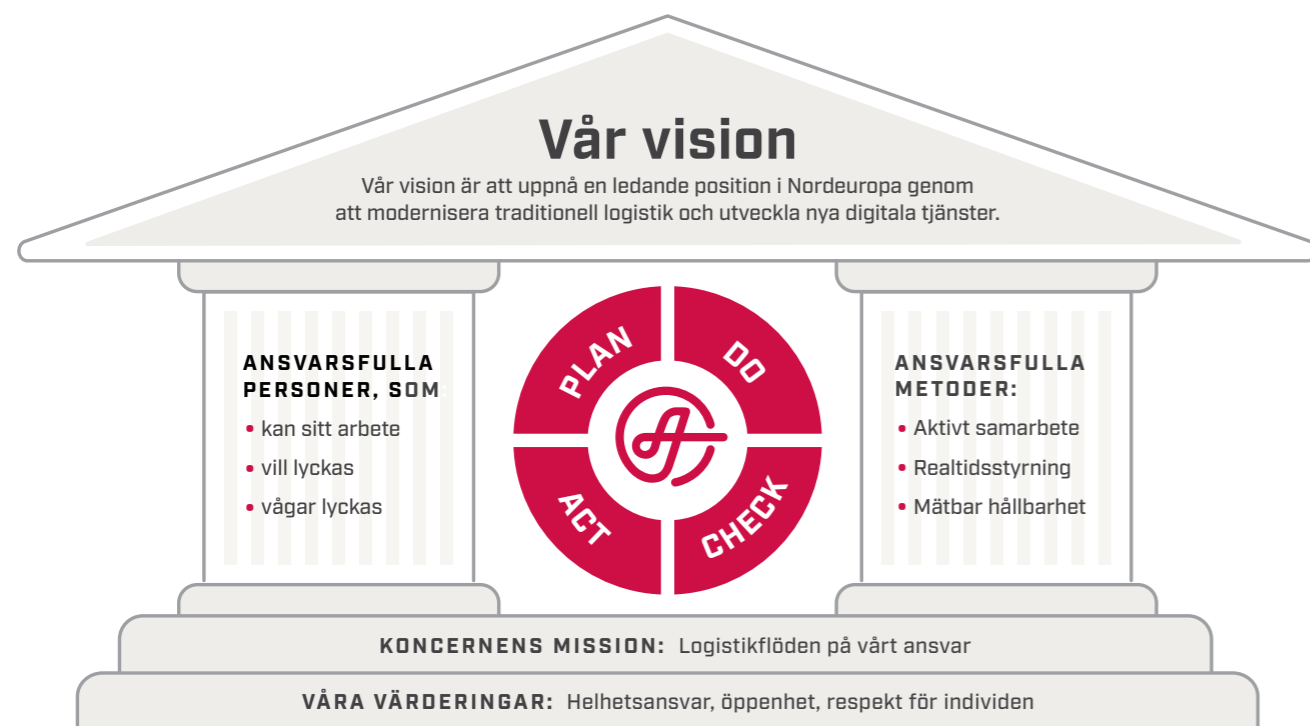 Vår vision
Vår vision är att uppnå en ledande position i Nordeuropa genom
att modernisera traditionell logistik och utveckla nya digitala tjänster.
ANSVARSFULLA
PERSONER, SOM
• kan sitt arbete
• vill lyckas
• vågar lyckas
PLAN
DO
CHECK
ACT
ANSVARSFULLA
METODER:
• Aktivt samarbete
• Realtidsstyrning
• Mätbar hållbarhet
KONCERNENS MISSION: Logistikflöden på vårt ansvar
VÅRA VÄRDERINGAR: Helhetsansvar, öppenhet, respekt för individen